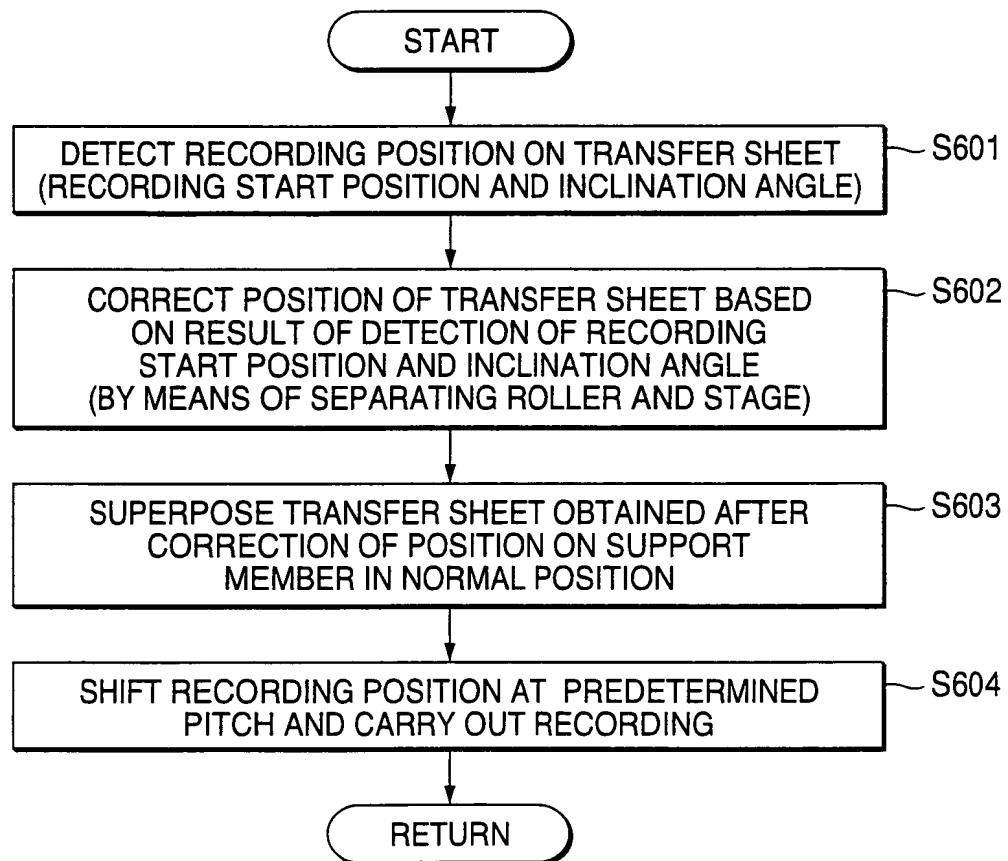 START
DETECT RECORDING POSITION ON TRANSFER SHEET
(RECORDING START POSITION AND INCLINATION ANGLE)
S601
CORRECT POSITION OF TRANSFER SHEET BASED
ON RESULT OF DETECTION OF RECORDING
START POSITION AND INCLINATION ANGLE
(BY MEANS OF SEPARATING ROLLER AND STAGE)
S602
SUPERPOSE TRANSFER SHEET OBTAINED AFTER
CORRECTION OF POSITION ON SUPPORT
MEMBER IN NORMAL POSITION
S603
SHIFT RECORDING POSITION AT PREDETERMINED
PITCH AND CARRY OUT RECORDING
S604
RETURN